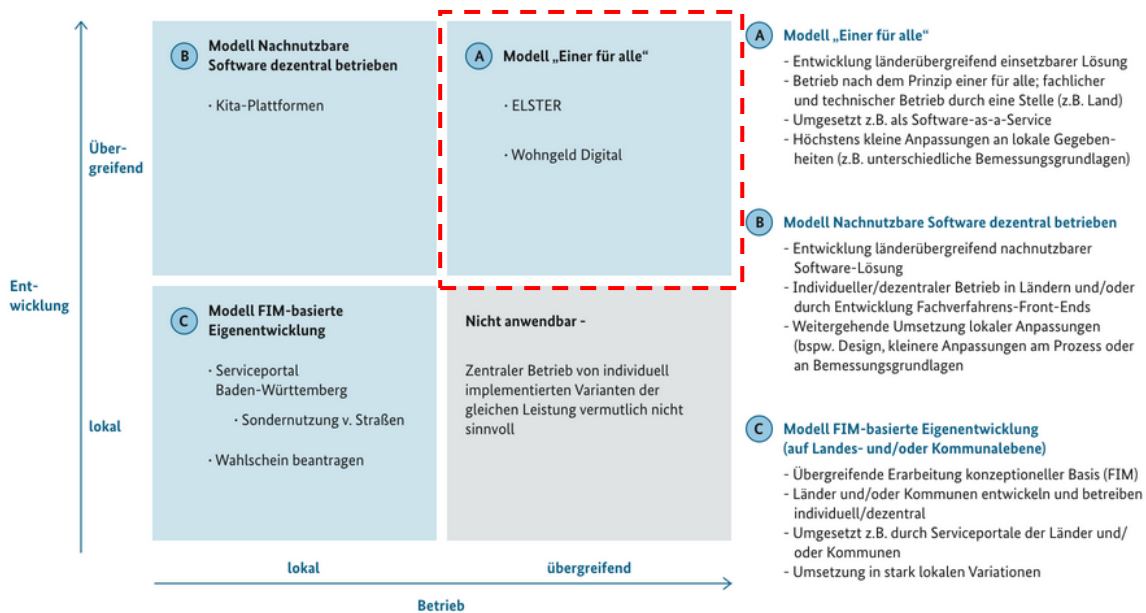 B
Modell Nachnutzbare
Software dezentral betrieben
· Kita-Plattformen
A
Modell „Einer für alle“
· ELSTER
· Wohngeld Digital
Über-
greifend
Ent-
wicklung
lokal
C
Modell FIM-basierte
Eigenentwicklung
· Serviceportal
Baden-Württemberg
· Sondernutzung v. Straßen
· Wahlschein beantragen
Nicht anwendbar -
Zentraler Betrieb von individuell
implementierten Varianten der
gleichen Leistung vermutlich nicht
sinnvoll
lokal
übergreifend
Betrieb
A
Modell „Einer für alle“
- Entwicklung länderübergreifend einsetzbarer Lösung
- Betrieb nach dem Prinzip einer für alle; fachlicher
und technischer Betrieb durch eine Stelle (z.B. Land)
- Umgesetzt z.B. als Software-as-a-Service
- Höchstens kleine Anpassungen an lokale Gegeben-
heiten (z.B. unterschiedliche Bemessungsgrundlagen)
B
Modell Nachnutzbare Software dezentral betrieben
- Entwicklung länderübergreifend nachnutzbarer
Software-Lösung
- Individueller/dezentraler Betrieb in Ländern und/oder
durch Entwicklung Fachverfahrens-Front-Ends
- Weitergehende Umsetzung lokaler Anpassungen
(bspw. Design, kleinere Anpassungen am Prozess oder
an Bemessungsgrundlagen
C
Modell FIM-basierte Eigenentwicklung
(auf Landes- und/oder Kommunalebene)
- Übergreifende Erarbeitung konzeptioneller Basis (FIM)
- Länder und/oder Kommunen entwickeln und betreiben
individuell/dezentral
- Umgesetzt z.B. durch Serviceportale der Länder und/
oder Kommunen
- Umsetzung in stark lokalen Variationen